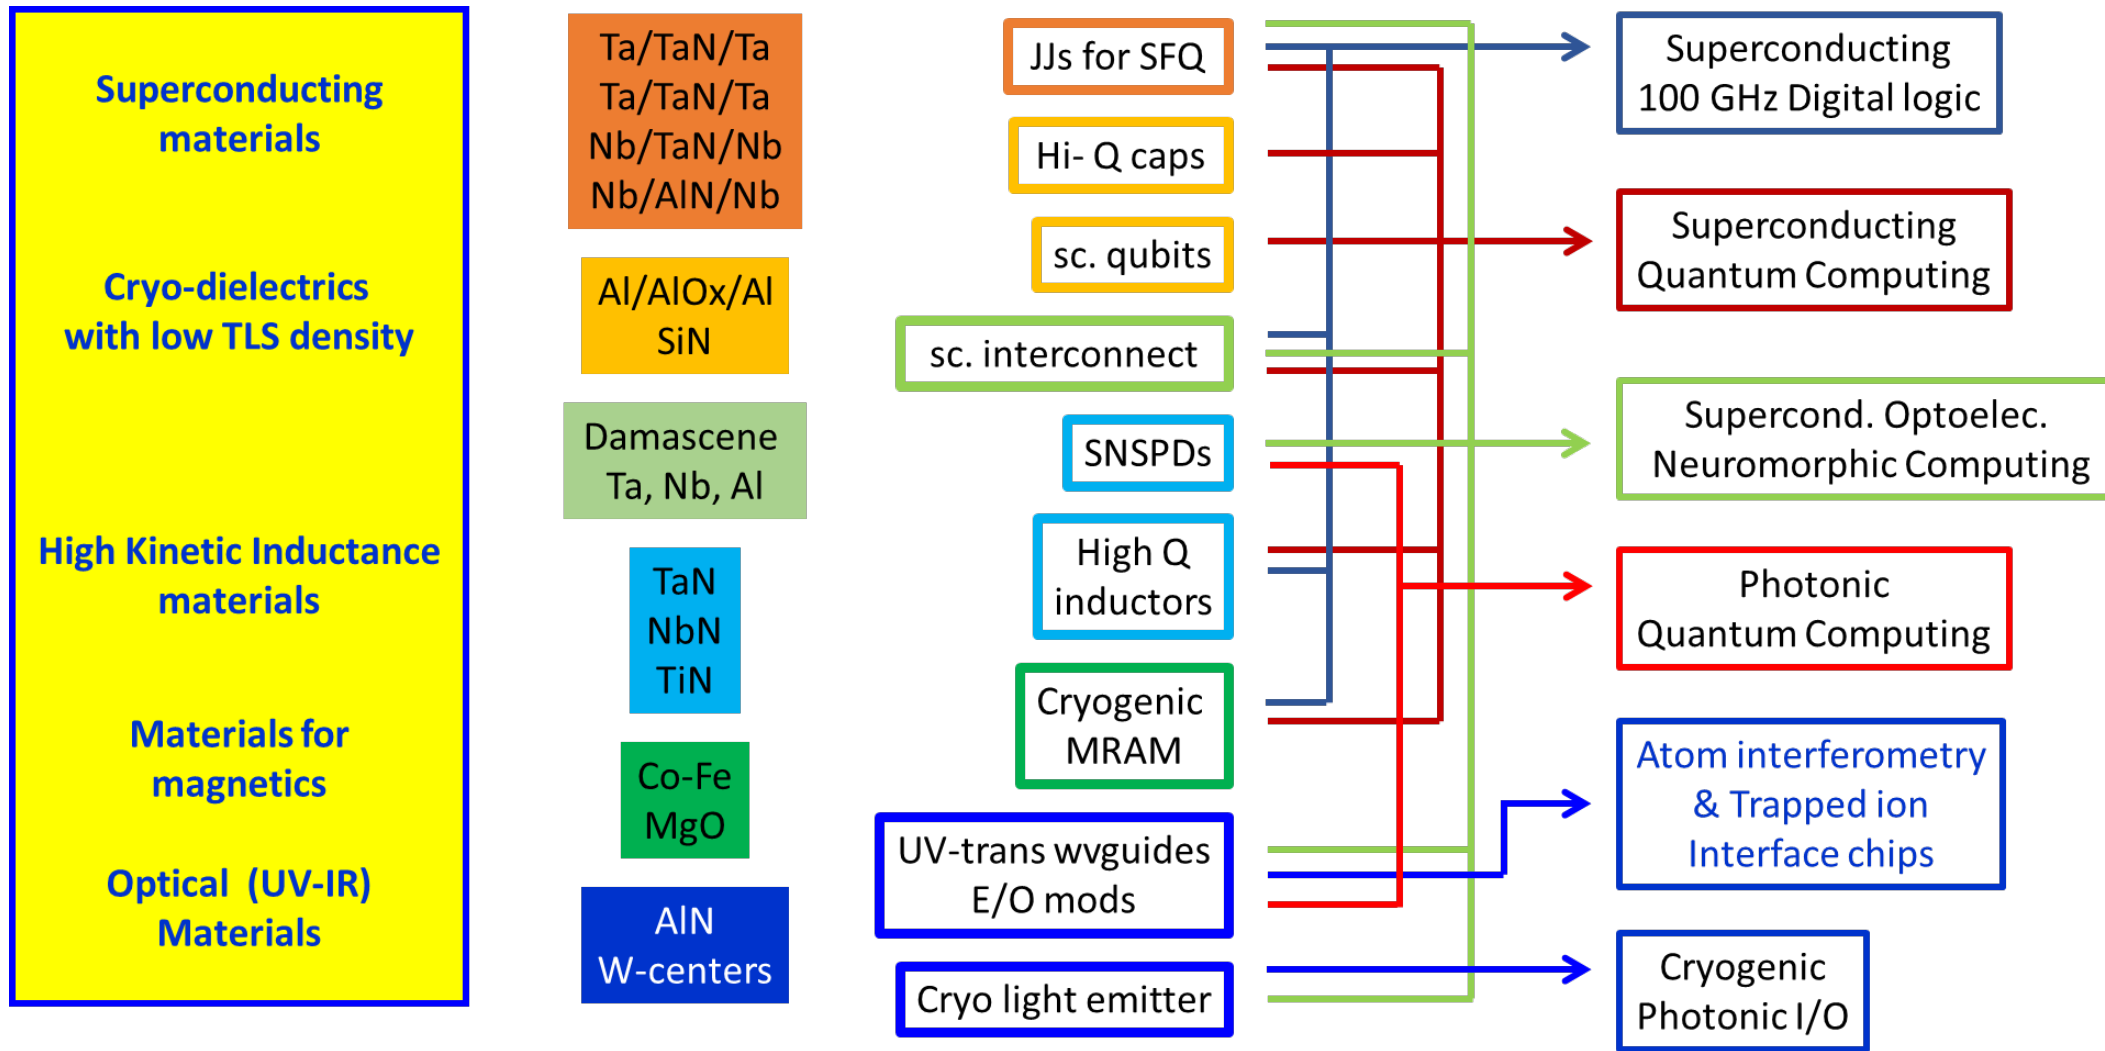 Superconducting
materials
Cryo-dielectrics
with low TLS density
High Kinetic Inductance
materials
Materials for
magnetics
Optical (UV-IR)
Materials
Ta/TaN/Ta
Ta/TaN/Ta
Nb/TaN/Nb
Nb/AlN/Nb
Al/AlOx/Al
SiN
Damascene
Ta, Nb, Al
TaN
NbN
TiN
Co-Fe
MgO
AlN
W-centers
JJs for SFQ
Hi- Q caps
sc. qubits
sc. interconnect
SNSPDs
High Q
inductors
Cryogenic
MRAM
UV-trans wvguides
E/O mods
Cryo light emitter
Superconducting
100 GHz Digital logic
Superconducting
Quantum Computing
Supercond. Optoelec.
Neuromorphic Computing
Photonic
Quantum Computing
Atom interferometry
& Trapped ion
Interface chips
Cryogenic
Photonic I/O